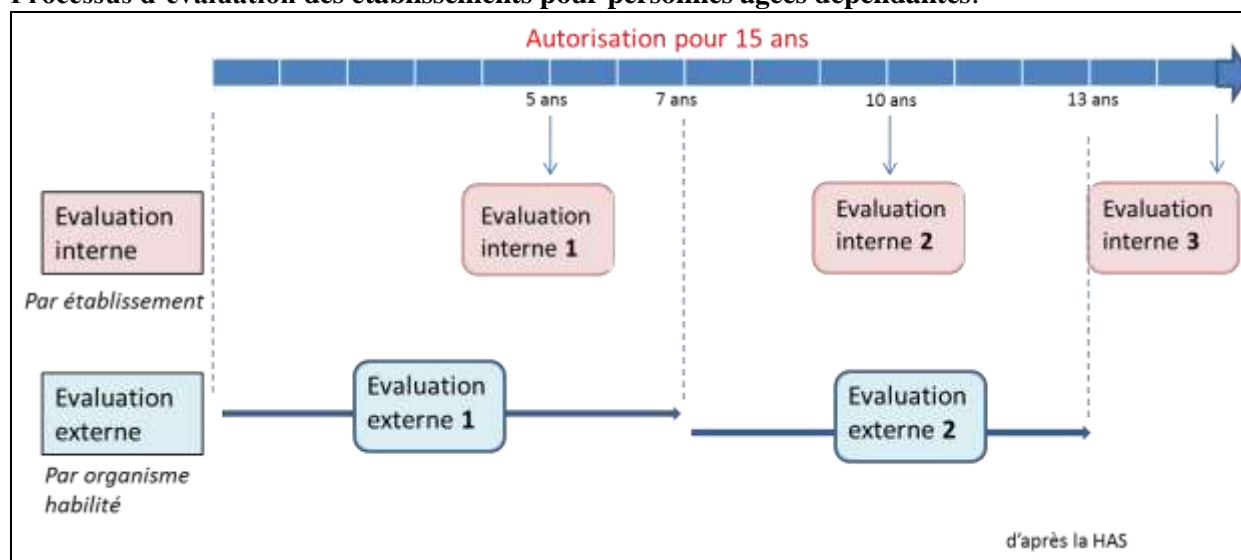 Processus d'évaluation des établissements pour personnes âgées dépendantes.
Autorisation pour 15 ans
5 ans
7 ans
10 ans
13 ans
Evaluation
interne
Par établissement
Evaluation
interne 1
Evaluation
interne 2
Evaluation
interne 3
Evaluation
externe
Par organisme
habilité
Evaluation
externe 1
Evaluation
externe 2
d'après la HAS